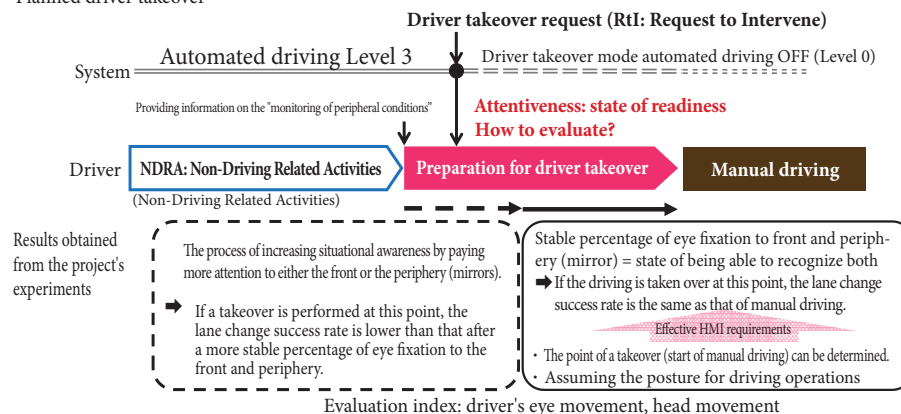 Planned driver takeover
Driver takeover request (RtI: Request to Intervene)
Automated driving Level 3
Driver takeover mode automated driving OFF (Level 0)
System
Providing information on the "monitoring of peripheral conditions”
Attentiveness: state of readiness
How to evaluate?
Driver
NDRA: Non-Driving Related Activities
Preparation for driver takeover
Manual driving
(Non-Driving Related Activities)
Results obtained
from the project's
experiments
The process of increasing situational awareness by paying
more attention to either the front or the periphery (mirrors).
➡ If a takeover is performed at this point, the
lane change success rate is lower than that after
a more stable percentage of eye fixation to the
front and periphery.
Stable percentage of eye fixation to front and periph-
ery (mirror) = state of being able to recognize both
➡ If the driving is taken over at this point, the lane change
success rate is the same as that of manual driving.
Effective HMI requirements
・ The point of a takeover (start of manual driving) can be determined.
・ Assuming the posture for driving operations
Evaluation index: driver's eye movement, head movement